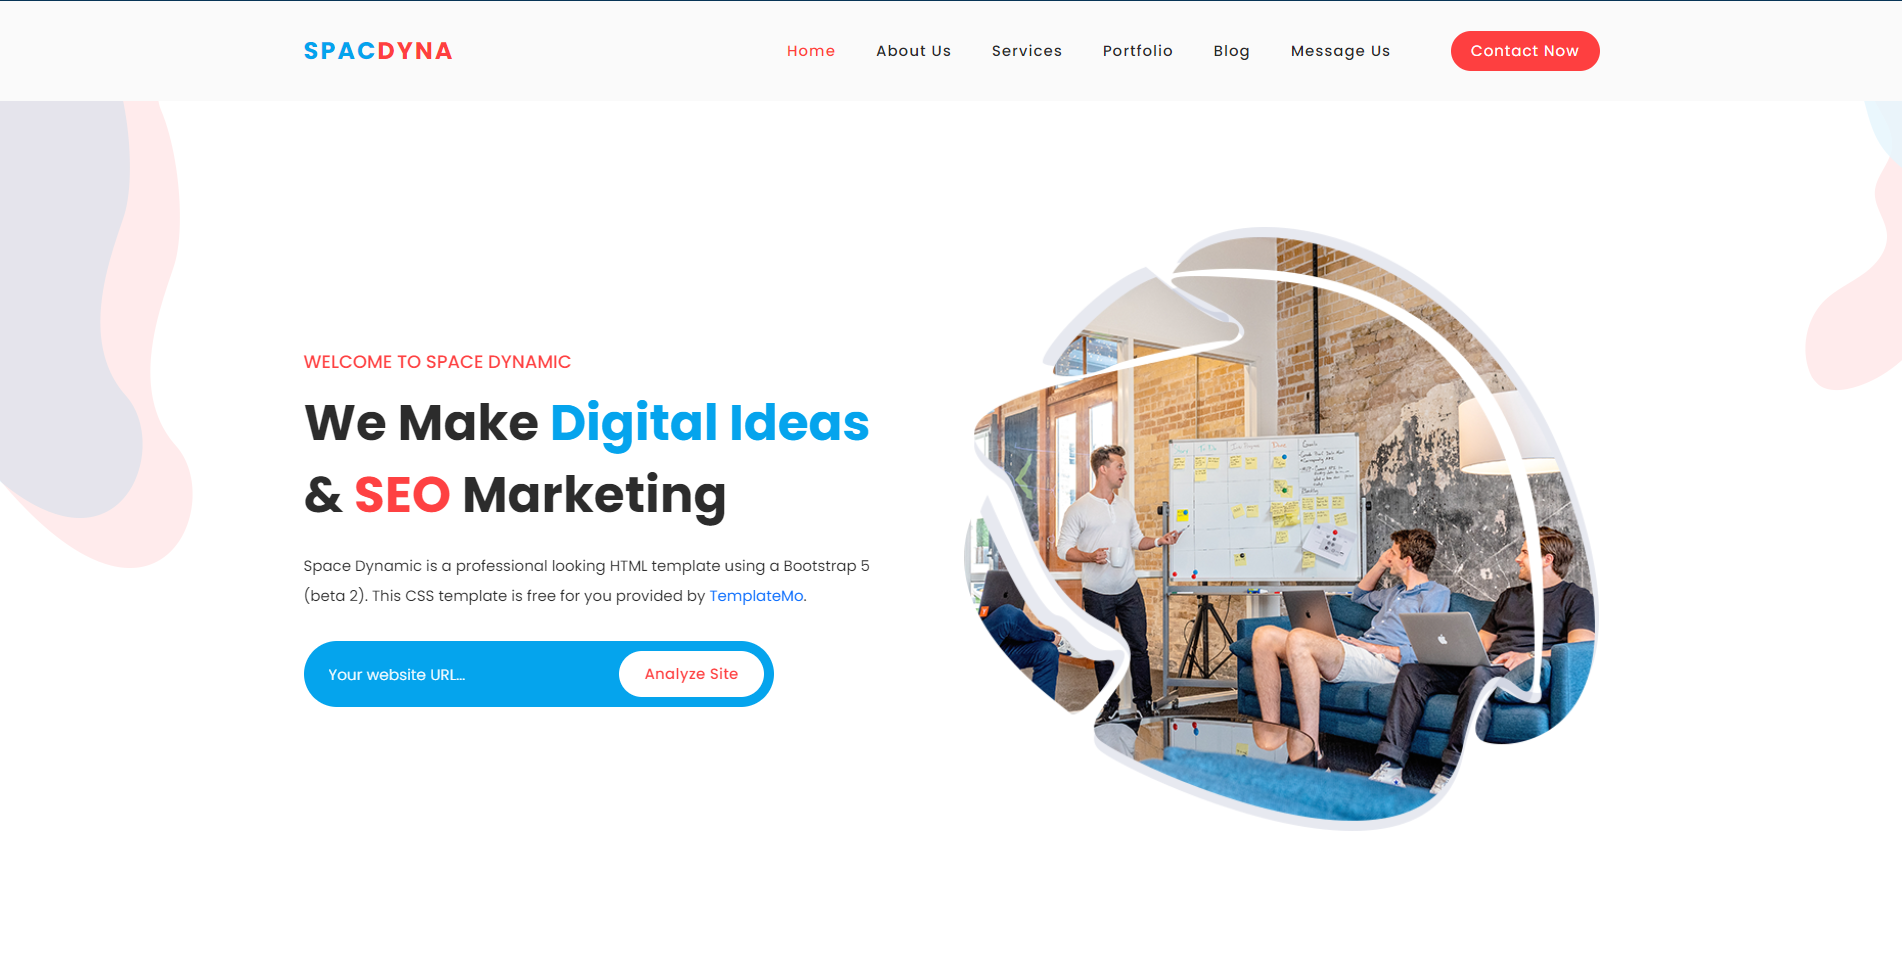 SPACDYNA
Home About Us Services Portfolio Blog Message Us Contact Now
WELCOME TO SPACE DYNAMIC
We Make Digital Ideas
& SEO Marketing
Space Dynamic is a professional looking HTML template using a Bootstrap 5
(beta 2). This CSS template is free for you provided by TemplateMo.
Your website URL...
Analyze Site